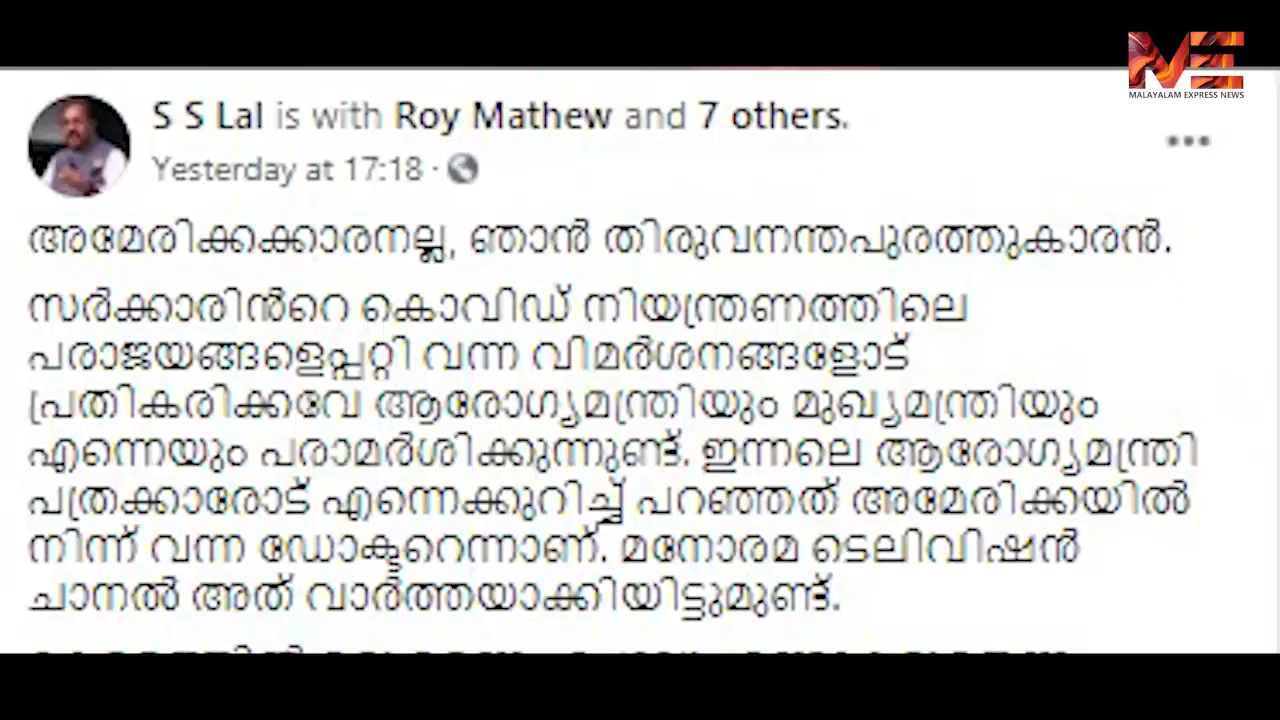 ME
MALAYALAM EXPRESS NEWS
S S Lal is with Roy Mathew and 7 others.
Yesterday at 17:18 ·
അമേരിക്കക്കാരനല്ല, ഞാൻ തിരുവനന്തപുരത്തുകാരൻ.
സർക്കാരിൻറെ കൊവിഡ് നിയന്ത്രണത്തിലെ
പരാജയങ്ങളെപ്പറ്റി വന്ന വിമർശനങ്ങളോട്
പ്രതികരിക്കവേ ആരോഗ്യമന്ത്രിയും മുഖ്യമന്ത്രിയും
എന്നെയും പരാമർശിക്കുന്നുണ്ട്. ഇന്നലെ ആരോഗ്യമന്ത്രി
പത്രക്കാരോട് എന്നെക്കുറിച്ച് പറഞ്ഞത് അമേരിക്കയിൽ
നിന്ന് വന്ന ഡോക്ടറെന്നാണ്. മനോരമ ടെലിവിഷൻ
ചാനൽ അത് വാർത്തയാക്കിയിട്ടുമുണ്ട്.